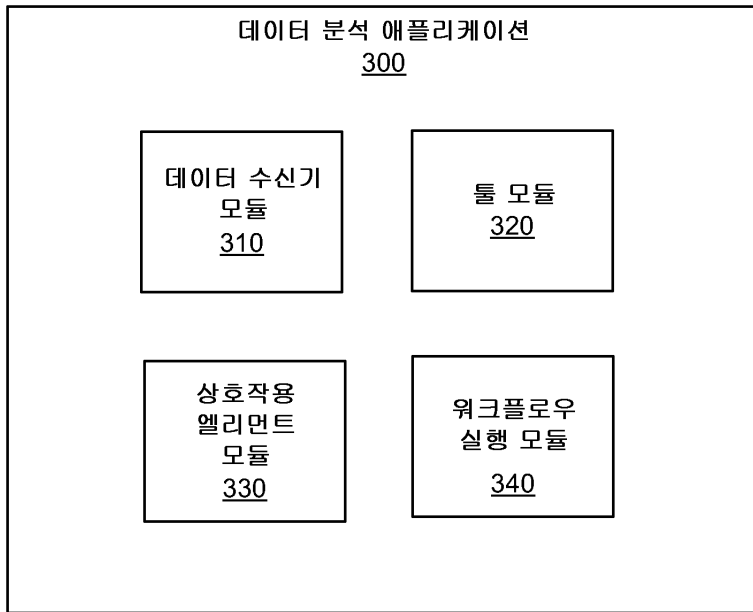 데이터 분석 애플리케이션
300
데이터 수신기
모듈
310
툴 모듈
320
상호작용
엘리먼트
모듈
330
워크플로우
실행 모듈
340